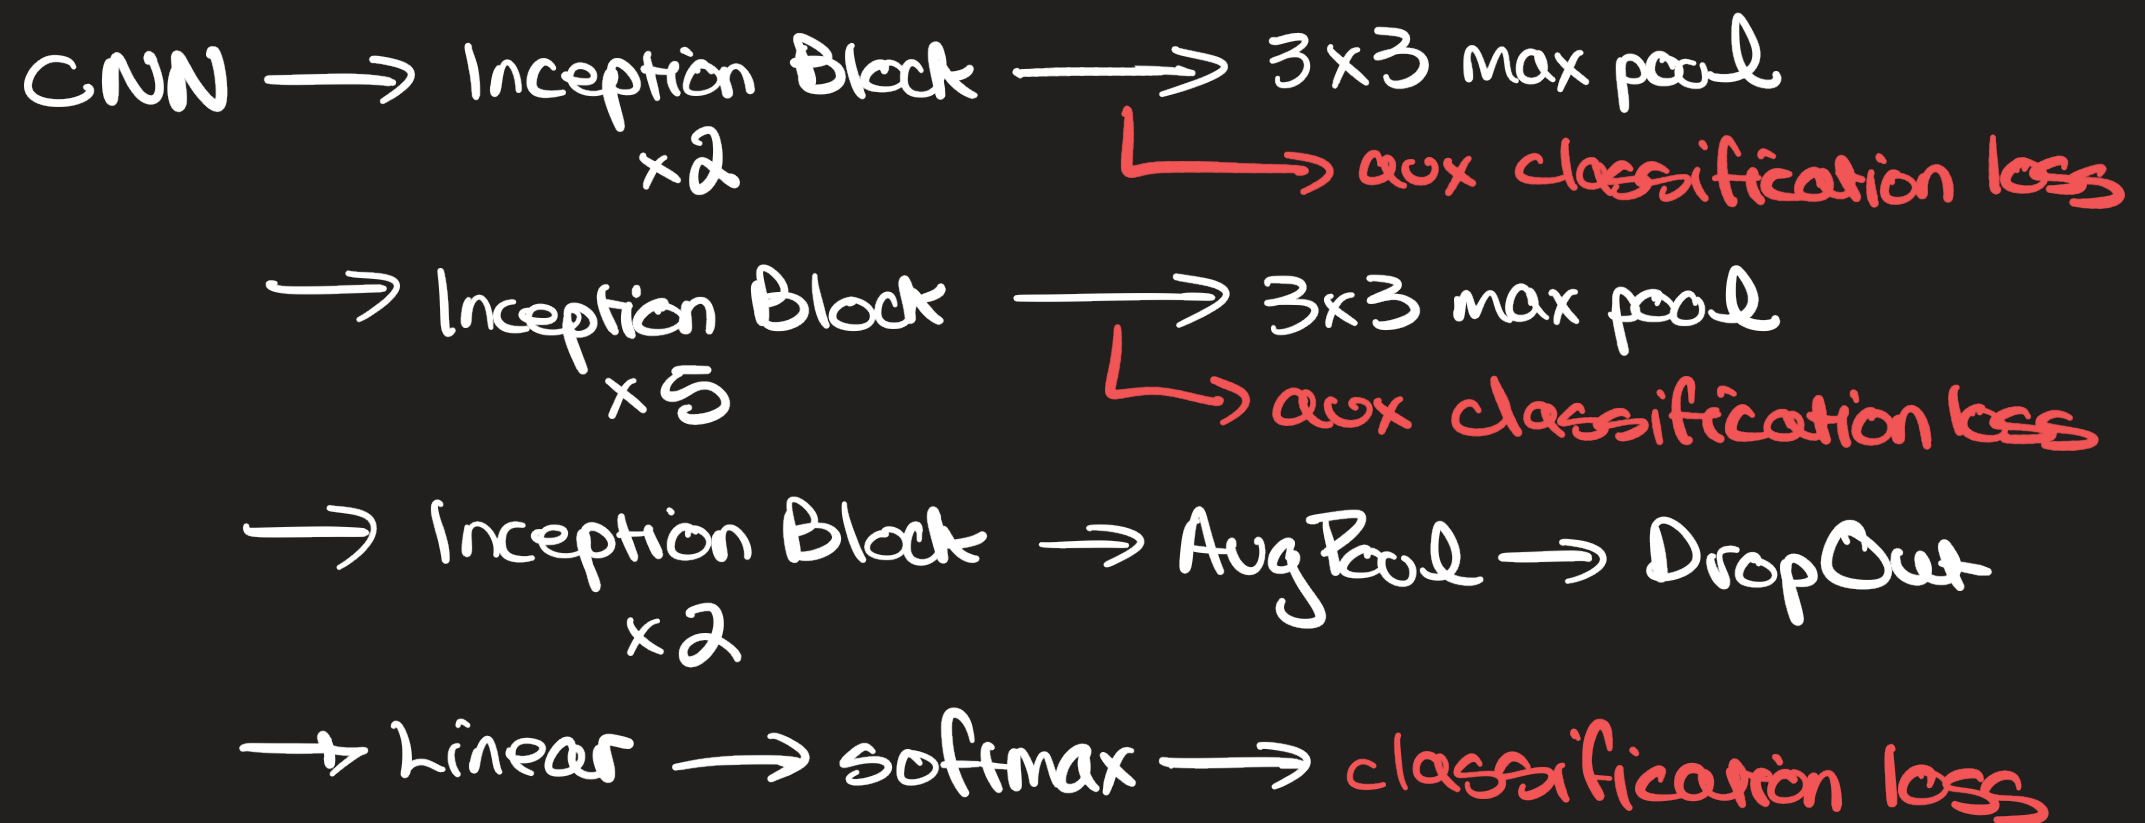 CNN → Inception Block → 3x3 max pool
x2 → aux classification loss
→ Inception Block → 3x3 max pool
x5 → aux classification loss
→ Inception Block → AvgPool → DropOut
x2
→ Linear → softmax → classification loss